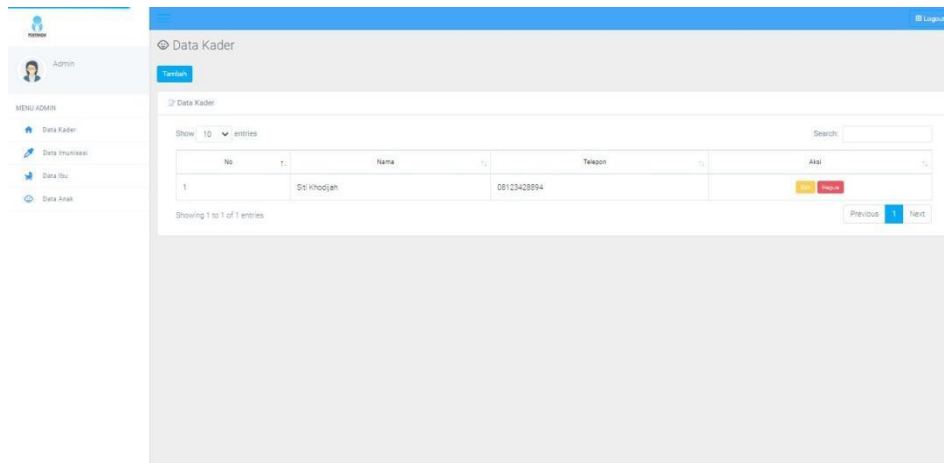 POSYANDU
Logout
Data Kader
Admin
Tambah
MENU ADMIN
Data Kader
Data Kader
Data Imunisasi
Data Ibu
Data Anak
Show 10 entries
Search:
No Nama Telepon Aksi
1 Siti Khodijah 08123428894 Edit Hapus
Showing 1 to 1 of 1 entries
Previous 1 Next